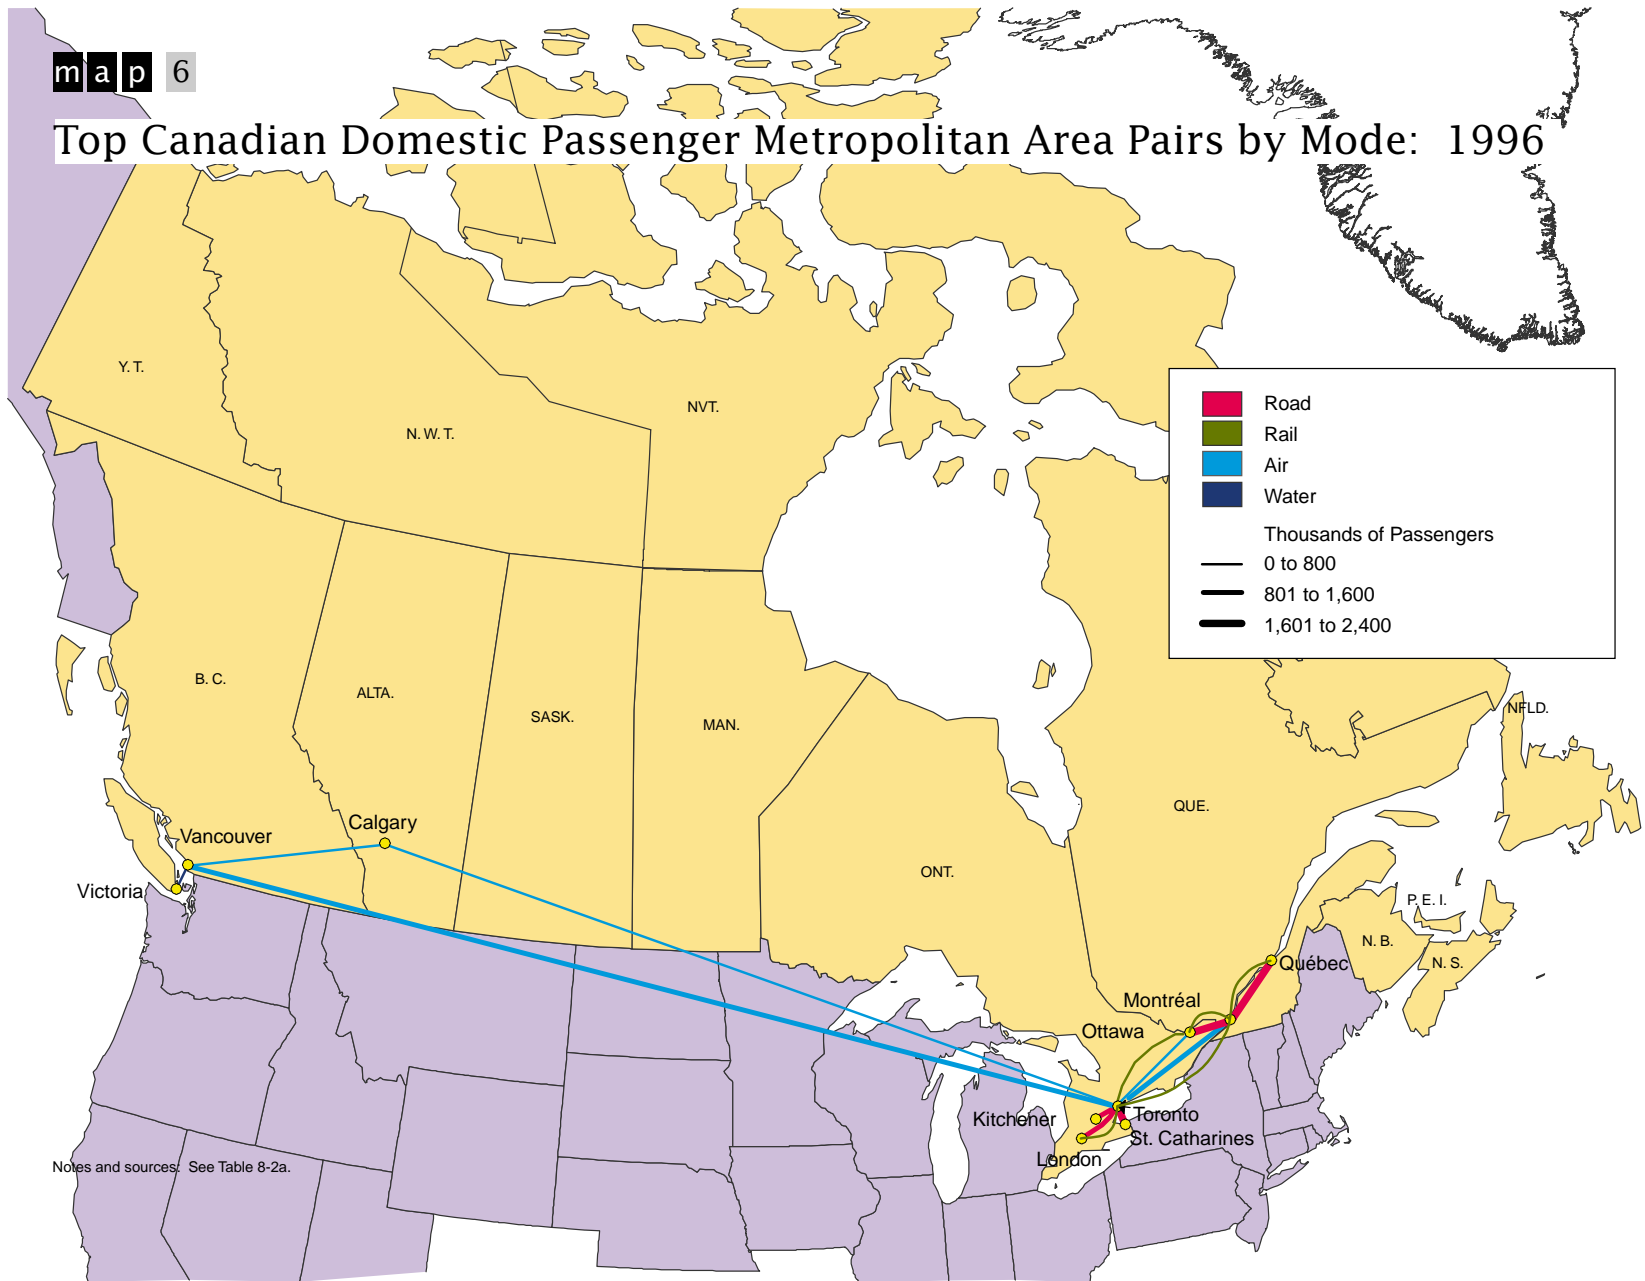 map 6
Top Canadian Domestic Passenger Metropolitan Area Pairs by Mode: 1996
Y. T.
N. W. T.
NVT.
Road
Rail
Air
Water
Thousands of Passengers
0 to 800
801 to 1,600
1,601 to 2,400
B. C.
ALTA.
SASK.
MAN.
NFLD.
QUE.
ONT.
P. E. I.
N. B.
N. S.
Vancouver
Calgary
Victoria
Québec
Montréal
Ottawa
Kitchener
Toronto
St. Catharines
London
Notes and sources: See Table 8-2a.